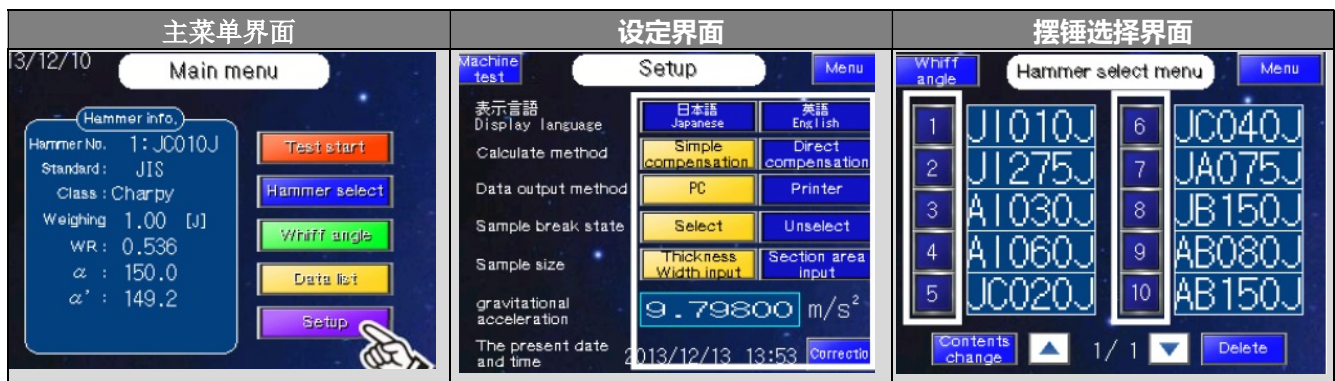 主菜单界面
设定界面
摆锤选择界面
13/12/10
Main menu
Hammer info.
Hammer No. 1: JC010J
Standard: JIS
Class: Charpy
Weighing 1.00 [J]
WR: 0.536
α : 150.0
α' : 149.2
Test start
Hammer select
Whiff angle
Data list
Setup
Machine
test
Setup
Menu
表示言語
Display language
日本語
Japanese
英語
English
Calculate method
Simple
compensation
Direct
compensation
Data output method
PC
Printer
Sample break state
Select
Unselect
Sample size
Thickness
Width input
Section area
input
gravitational
acceleration
9.79800 m/s²
The present date
and time
2013/12/13 13:53
Correctio
Whiff
angle
Hammer select menu
Menu
1 JI010J
2 JI275J
3 AI030J
4 AI060J
5 JC020J
6 JC040J
7 JA075J
8 JB150J
9 AB080J
10 AB150J
Contents
change
1/ 1
Delete